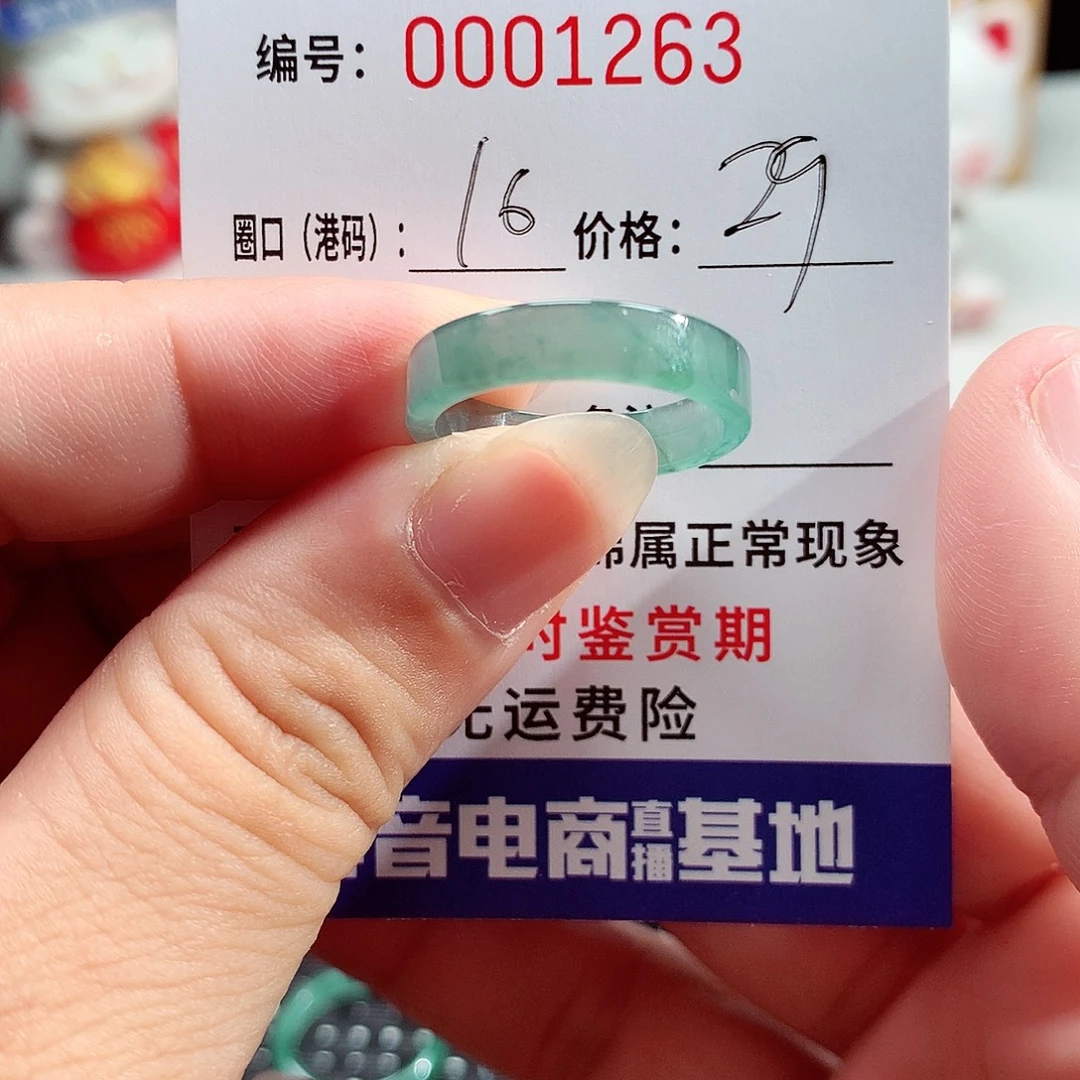 编号：0001263
圈口（港码）：16 价格：29
属正常现象
时鉴赏期
运费险
音电商直播基地